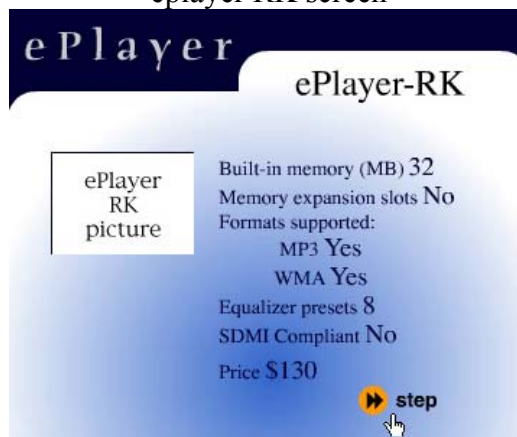 eplayer RK screen
ePlayer
ePlayer-RK
ePlayer
RK
picture
Built-in memory (MB) 32
Memory expansion slots No
Formats supported:
MP3 Yes
WMA Yes
Equalizer presets 8
SDMI Compliant No
Price $130
step